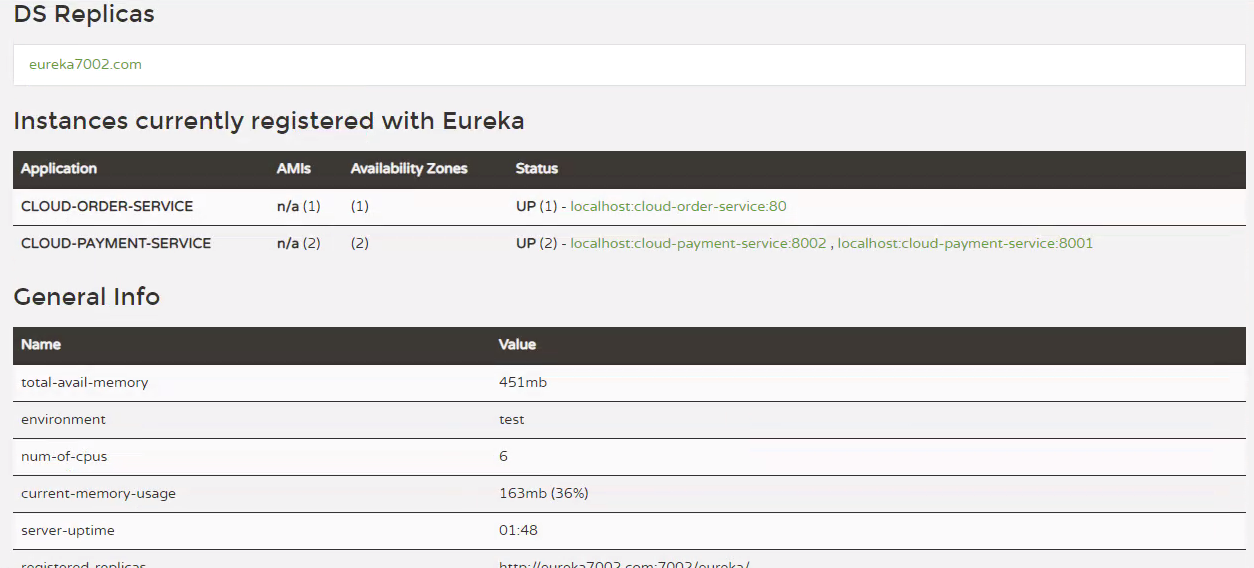 DS Replicas
eureka7002.com
Instances currently registered with Eureka
Application AMIs Availability Zones Status
CLOUD-ORDER-SERVICE n/a (1) (1) UP (1) - localhost:cloud-order-service:80
CLOUD-PAYMENT-SERVICE n/a (2) (2) UP (2) - localhost:cloud-payment-service:8002 , localhost:cloud-payment-service:8001
General Info
Name Value
total-avail-memory 451mb
environment test
num-of-cpus 6
current-memory-usage 163mb (36%)
server-uptime 01:48
registered-replicas http://eureka7002.com:7002/eureka/